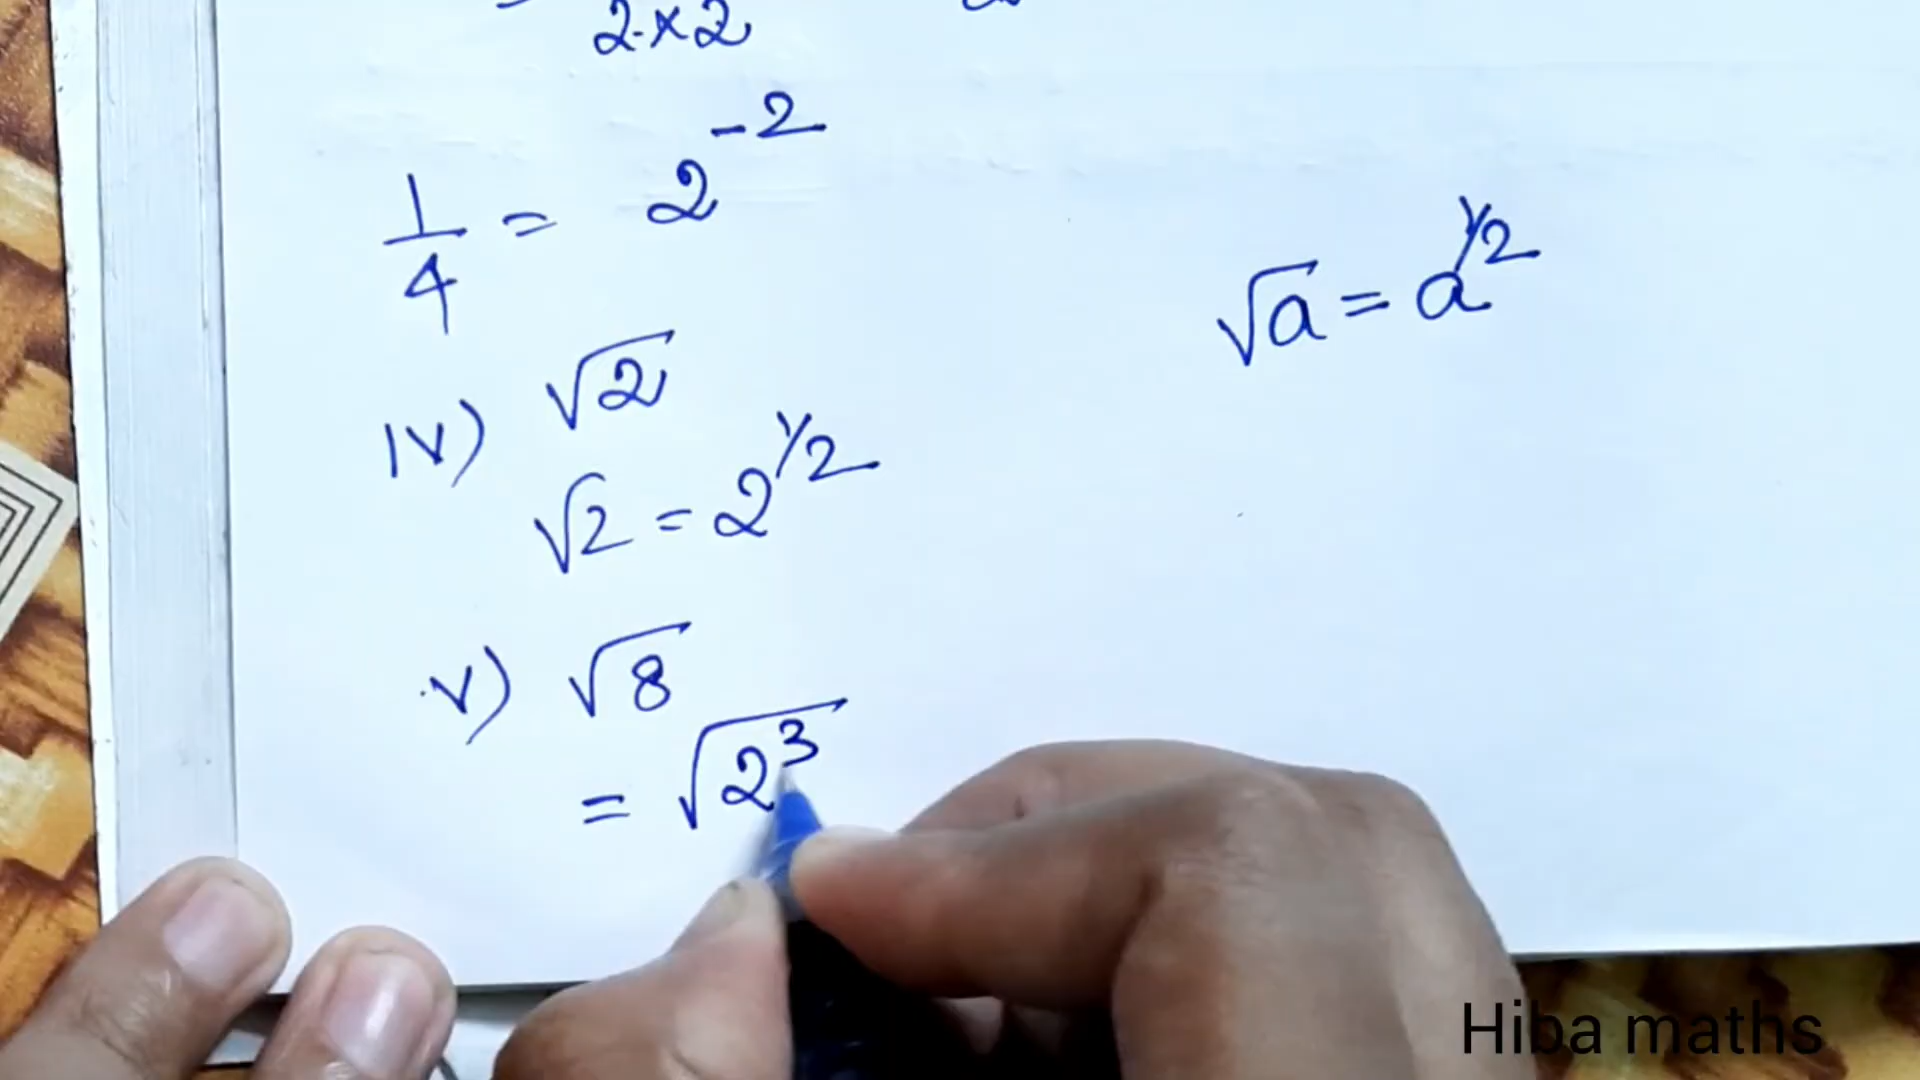 2×2
1/4 = 2^-2
√a = a^1/2
IV) √2
√2 = 2^1/2
V) √8
= √2^3
Hiba maths